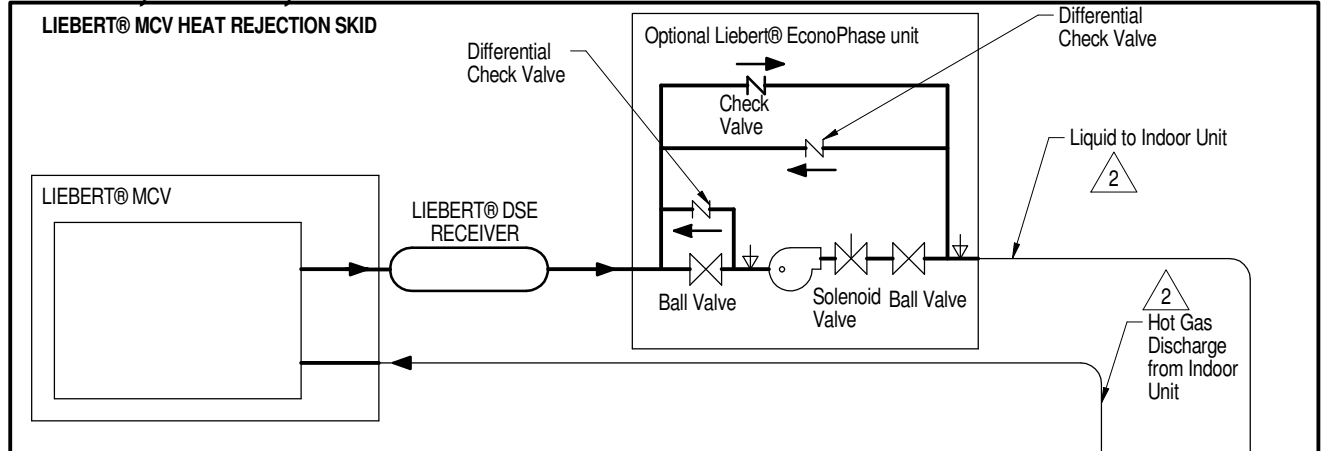 LIEBERT® MCV HEAT REJECTION SKID
Optional Liebert® EconoPhase unit
Differential
Check Valve
Differential
Check Valve
Check
Valve
Liquid to Indoor Unit
2
LIEBERT® MCV
LIEBERT® DSE
RECEIVER
Ball Valve
Solenoid
Valve
Ball Valve
2
Hot Gas
Discharge
from Indoor
Unit